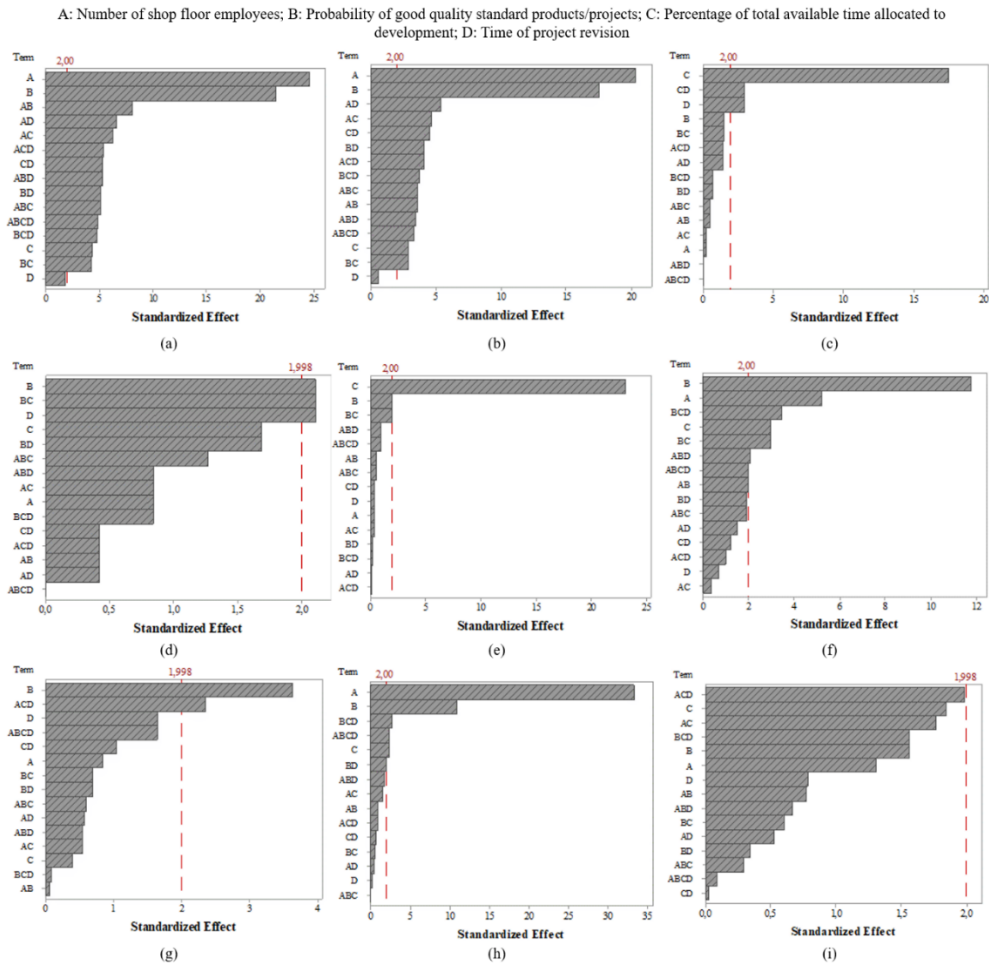 A: Number of shop floor employees; B: Probability of good quality standard products/projects; C: Percentage of total available time allocated to
development; D: Time of project revision
Term
2,00
A
B
AB
AD
AC
ACD
CD
ABD
BD
ABC
ABCD
BCD
C
BC
D
0 5 10 15 20 25
Standardized Effect
(a)
Term
2,00
A
B
AD
AC
CD
BD
ACD
BCD
ABC
AB
ABD
ABCD
C
BC
D
0 5 10 15 20
Standardized Effect
(b)
Term
2,00
C
CD
D
B
BC
ACD
AD
BCD
BD
ABC
AB
AC
A
ABD
ABCD
0 5 10 15 20
Standardized Effect
(c)
Term
1,998
B
BC
D
C
BD
ABC
ABD
AC
A
BCD
CD
ACD
AB
AD
ABCD
0,0 0,5 1,0 1,5 2,0
Standardized Effect
(d)
Term
2,00
C
B
BC
ABD
ABCD
AB
ABC
CD
D
A
AC
BD
BCD
AD
ACD
0 5 10 15 20 25
Standardized Effect
(e)
Term
2,00
B
A
BCD
C
BC
ABD
ABCD
AB
BD
ABC
AD
CD
ACD
D
AC
0 2 4 6 8 10 12
Standardized Effect
(f)
Term
1,998
B
ACD
D
ABCD
CD
A
BC
BD
ABC
AD
ABD
AC
C
BCD
AB
0 1 2 3 4
Standardized Effect
(g)
Term
2,00
A
B
BCD
ABCD
C
BD
ABD
AC
AB
ACD
CD
BC
AD
D
ABC
0 5 10 15 20 25 30 35
Standardized Effect
(h)
Term
1,998
ACD
C
AC
BCD
B
A
D
AB
ABD
BC
AD
BD
ABC
ABCD
CD
0,0 0,5 1,0 1,5 2,0
Standardized Effect
(i)